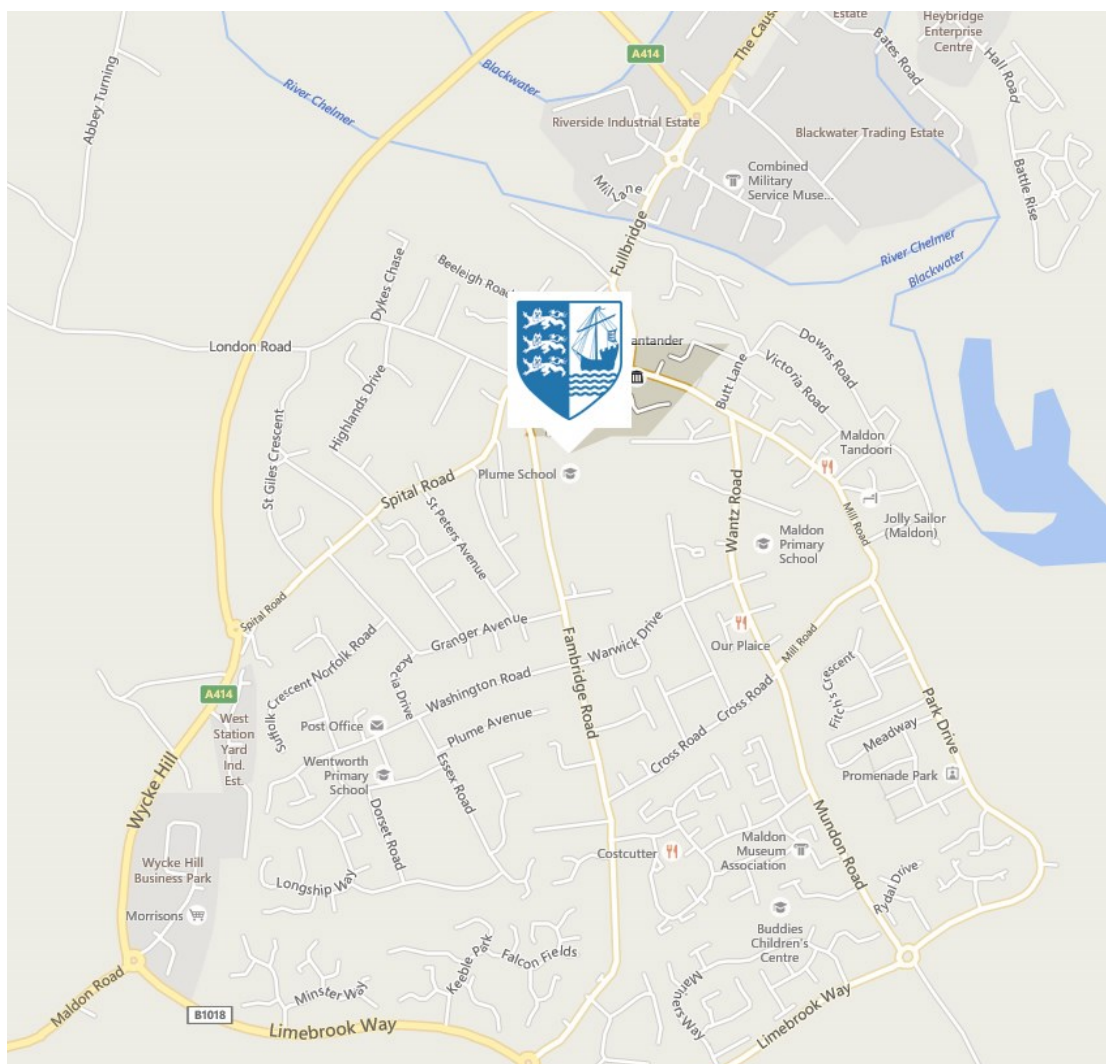 Estate
Heybridge
Enterprise
Centre
The Caus
A414
Bates Road
Hall Road
Abbey Turning
Blackwater
River Chelmer
Riverside Industrial Estate
Blackwater Trading Estate
Combined
Military
Service Muse...
Mill Lane
Battle Rise
Fullbridge
River Chelmer
Blackwater
Beeleigh Road
Dykes Chase
London Road
antander
Downs Road
Victoria Road
Butt Lane
Highlands Drive
St Giles Crescent
Maldon
Tandoori
Spital Road
Plume School
St Peters Avenue
Wantz Road
Mill Road
Jolly Sailor
(Maldon)
Maldon
Primary
School
Spital Road
Granger Avenue
Fambridge Road
Warwick Drive
Our Plaice
Mill Road
Suffolk Crescent
Norfolk Road
Acacia Drive
Washington Road
Cross Road
Fitch's Crescent
A414
West
Station
Yard
Ind.
Est.
Post Office
Plume Avenue
Cross Road
Meadway
Park Drive
Wentworth
Primary
School
Essex Road
Promenade Park
Wycke Hill
Dorset Road
Mundon Road
Maldon
Museum
Association
Costcutter
Wycke Hill
Business Park
Longship Way
Rydal Drive
Morrisons
Buddies
Children's
Centre
Keeble Park
Falcon Fields
Maldon Road
Minster Way
Mariners Way
B1018
Limebrook Way
Limebrook Way